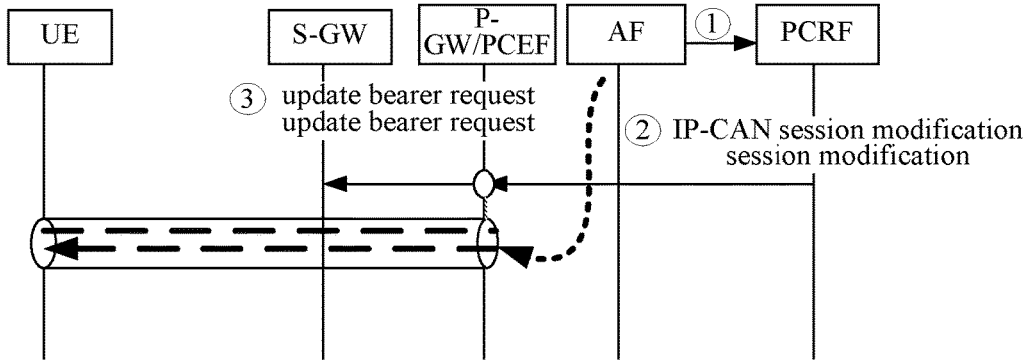 UE
S-GW
P-
GW/PCEF
AF
①
PCRF
③ update bearer request
update bearer request
② IP-CAN session modification
session modification